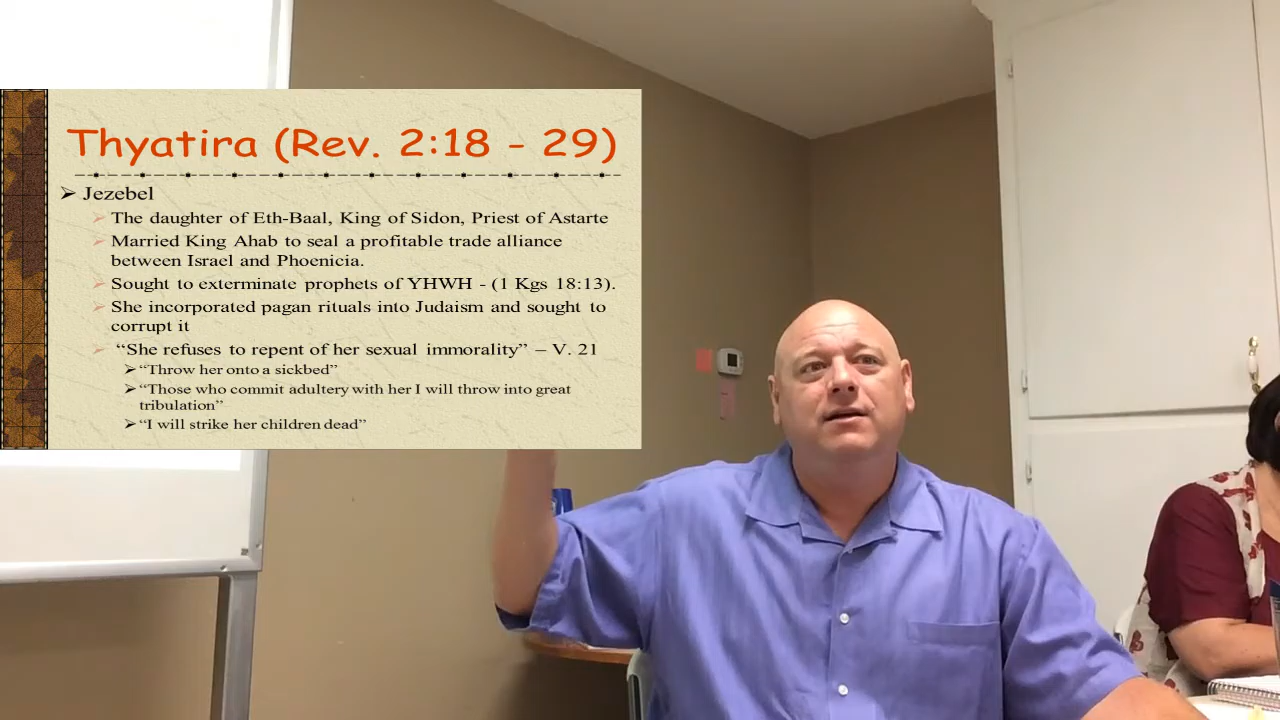 Thyatira (Rev. 2:18 - 29)
➢ Jezebel
➢ The daughter of Eth-Baal, King of Sidon, Priest of Astarte
➢ Married King Ahab to seal a profitable trade alliance
between Israel and Phoenicia.
➢ Sought to exterminate prophets of YHWH - (1 Kgs 18:13).
➢ She incorporated pagan rituals into Judaism and sought to
corrupt it
➢ “She refuses to repent of her sexual immorality” – V. 21
➢ “Throw her onto a sickbed”
➢ “Those who commit adultery with her I will throw into great
tribulation”
➢ “I will strike her children dead”